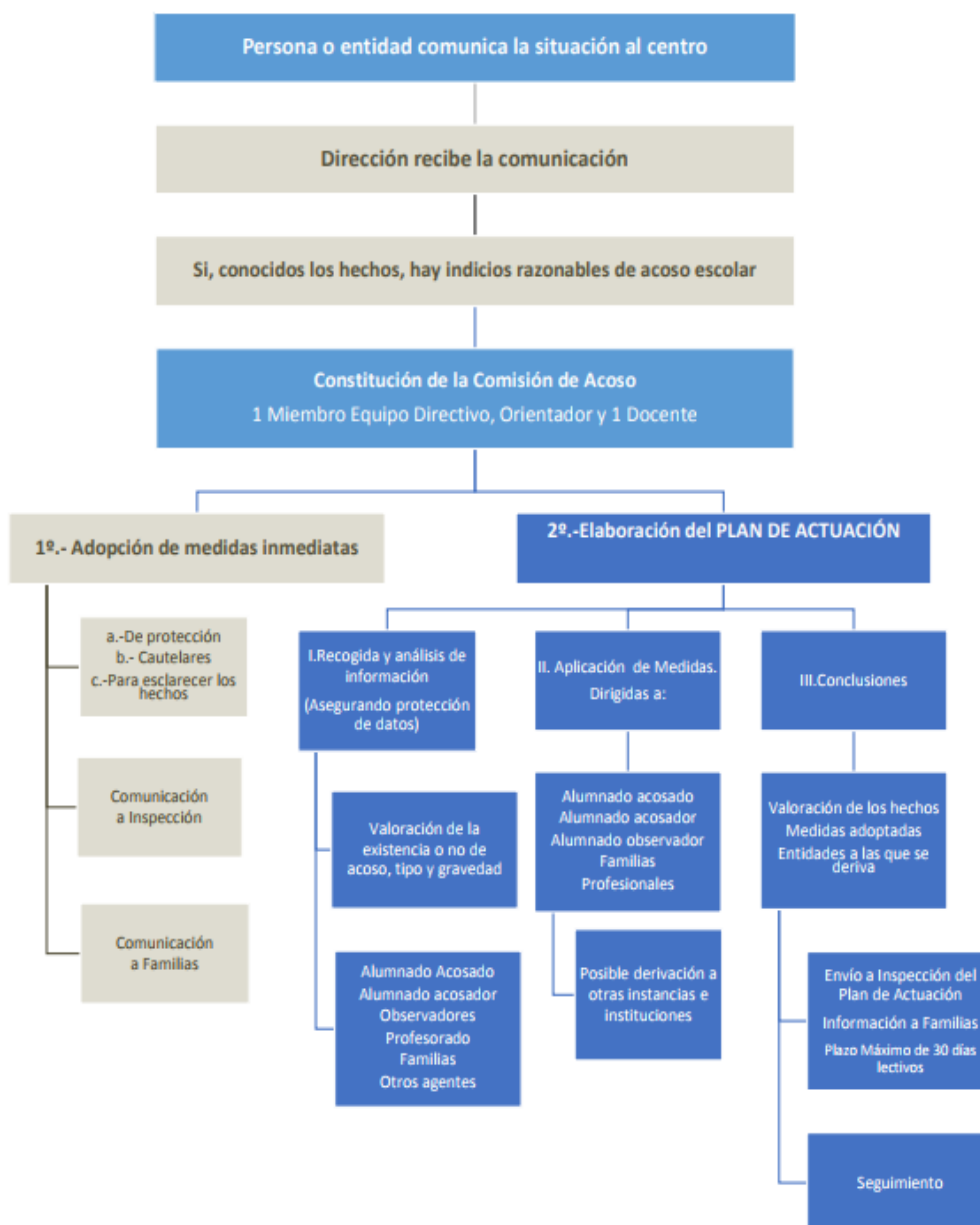 Persona o entidad comunica la situación al centro
Dirección recibe la comunicación
Si, conocidos los hechos, hay indicios razonables de acoso escolar
Constitución de la Comisión de Acoso
1 Miembro Equipo Directivo, Orientador y 1 Docente
1º.- Adopción de medidas inmediatas
a.-De protección
b.- Cautelares
c.-Para esclarecer los
hechos
Comunicación
a Inspección
Comunicación
a Familias
2º.-Elaboración del PLAN DE ACTUACIÓN
I.Recogida y análisis de
información
(Asegurando protección
de datos)
Valoración de la
existencia o no de
acoso, tipo y gravedad
Alumnado Acosado
Alumnado acosador
Observadores
Profesorado
Familias
Otros agentes
II. Aplicación de Medidas.
Dirigidas a:
Alumnado acosado
Alumnado acosador
Alumnado observador
Familias
Profesionales
Posible derivación a
otras instancias e
instituciones
III.Conclusiones
Valoración de los hechos
Medidas adoptadas
Entidades a las que se
deriva
Envío a Inspección del
Plan de Actuación
Información a Familias
Plazo Máximo de 30 días
lectivos
Seguimiento